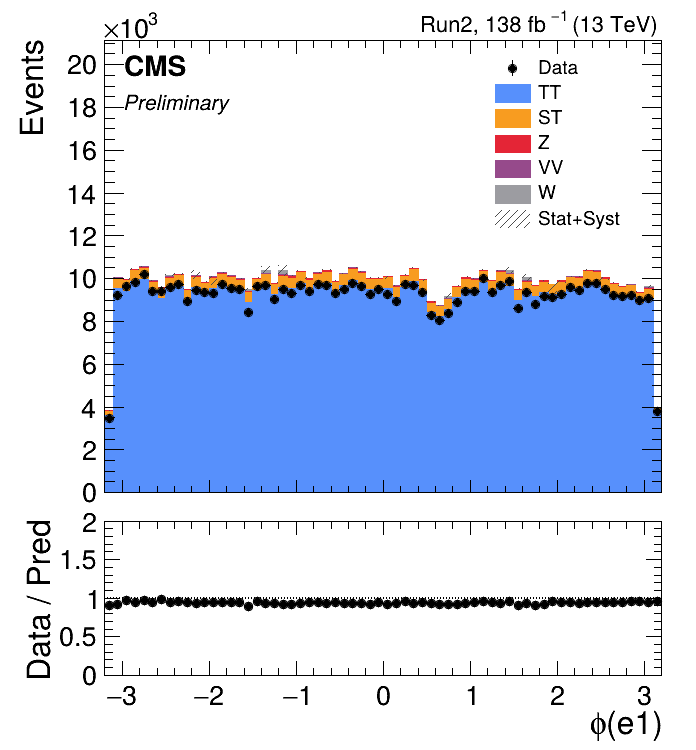 ×10³
Run2, 138 fb⁻¹ (13 TeV)
Events
20
18
16
14
12
10
8
6
4
2
0
CMS
Preliminary
Data
TT
ST
Z
VV
W
Stat+Syst
Data / Pred
2
1.5
1
0.5
0
−3 −2 −1 0 1 2 3
ϕ(e1)